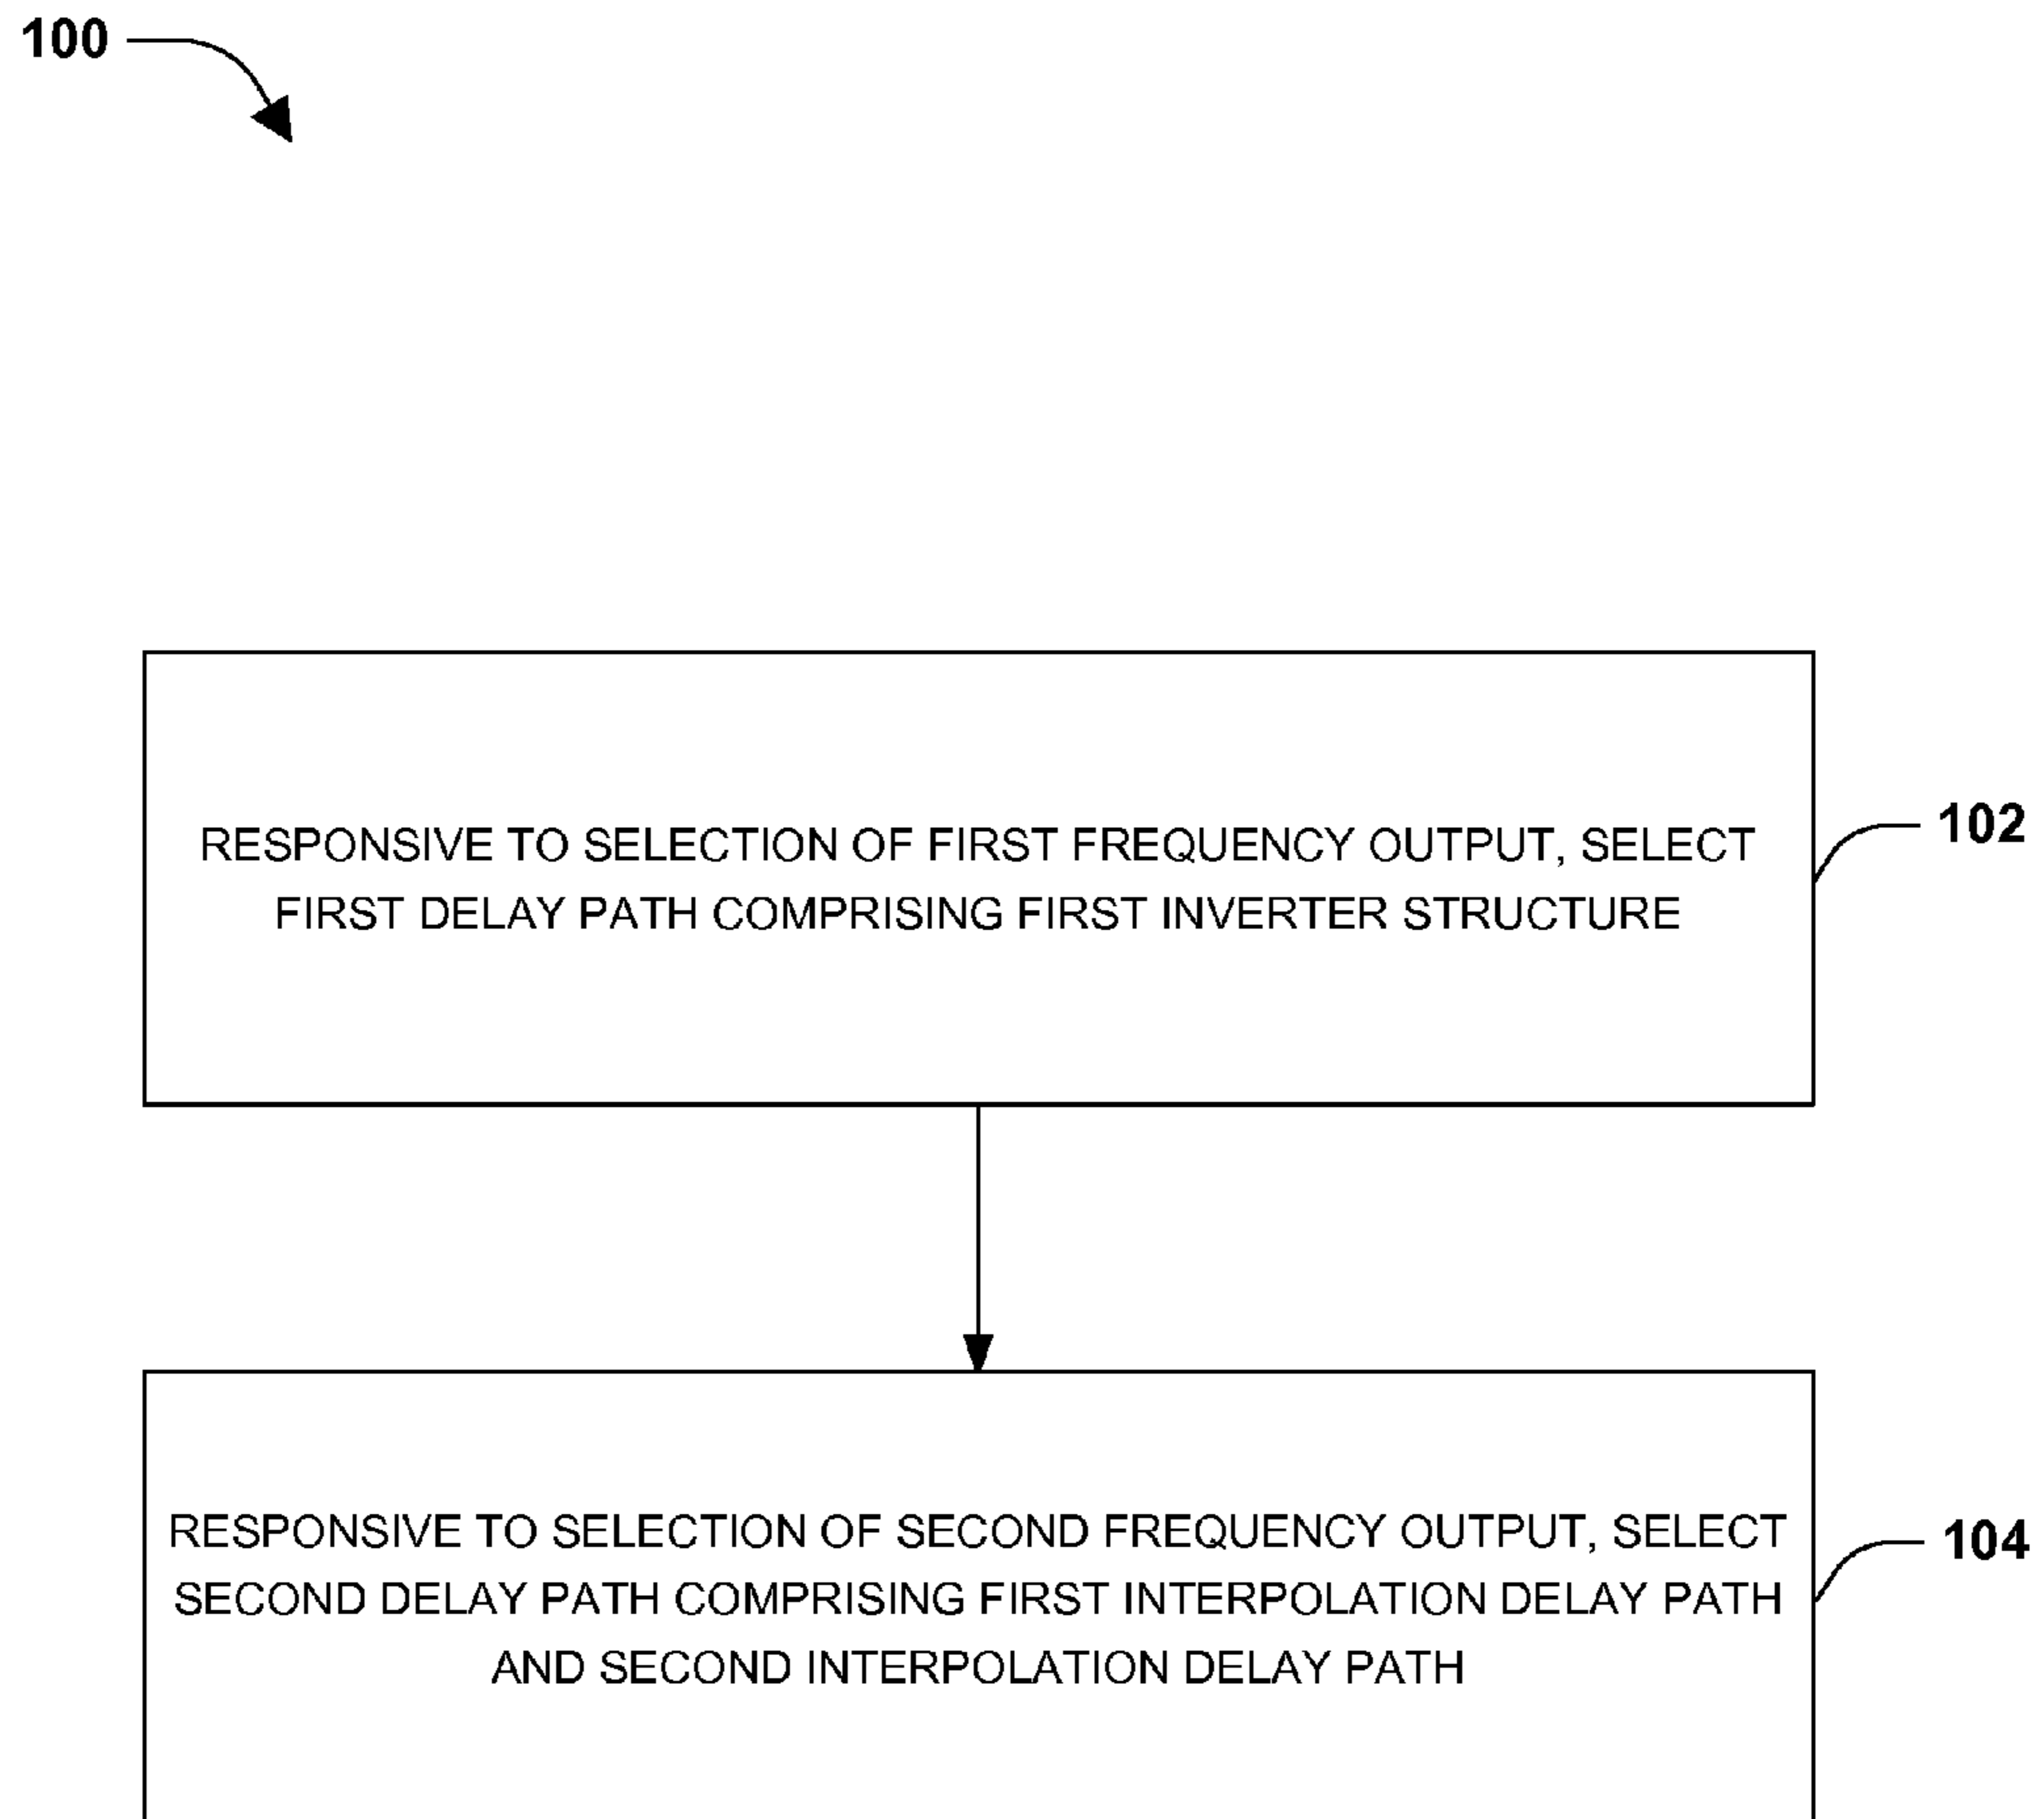 100
RESPONSIVE TO SELECTION OF FIRST FREQUENCY OUTPUT, SELECT
FIRST DELAY PATH COMPRISING FIRST INVERTER STRUCTURE
102
RESPONSIVE TO SELECTION OF SECOND FREQUENCY OUTPUT, SELECT
SECOND DELAY PATH COMPRISING FIRST INTERPOLATION DELAY PATH
AND SECOND INTERPOLATION DELAY PATH
104